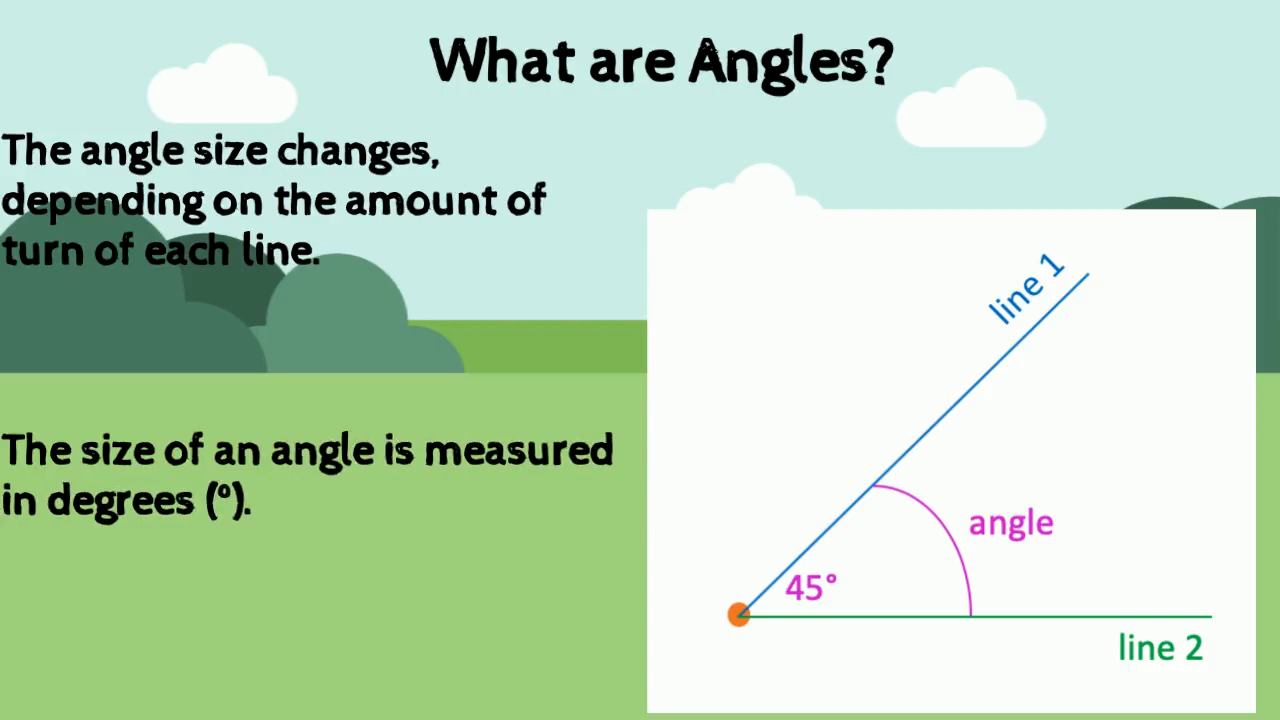 What are Angles?
The angle size changes,
depending on the amount of
turn of each line.
The size of an angle is measured
in degrees (º).
line 1
angle
45°
line 2